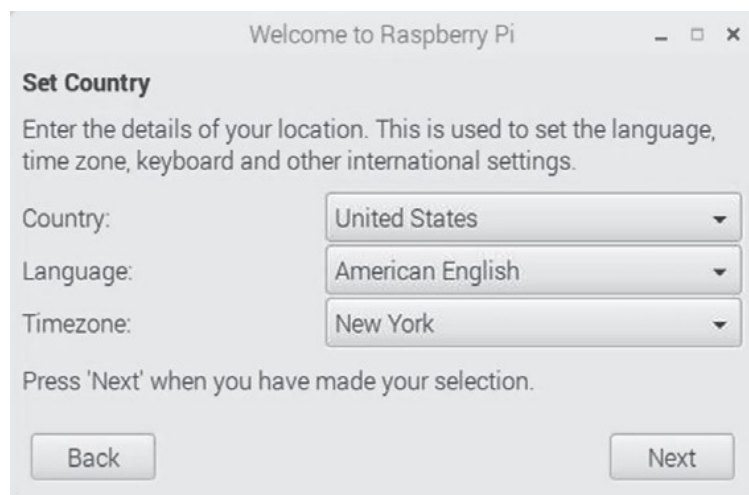 Welcome to Raspberry Pi
Set Country
Enter the details of your location. This is used to set the language,
time zone, keyboard and other international settings.
Country: United States
Language: American English
Timezone: New York
Press 'Next' when you have made your selection.
Back Next